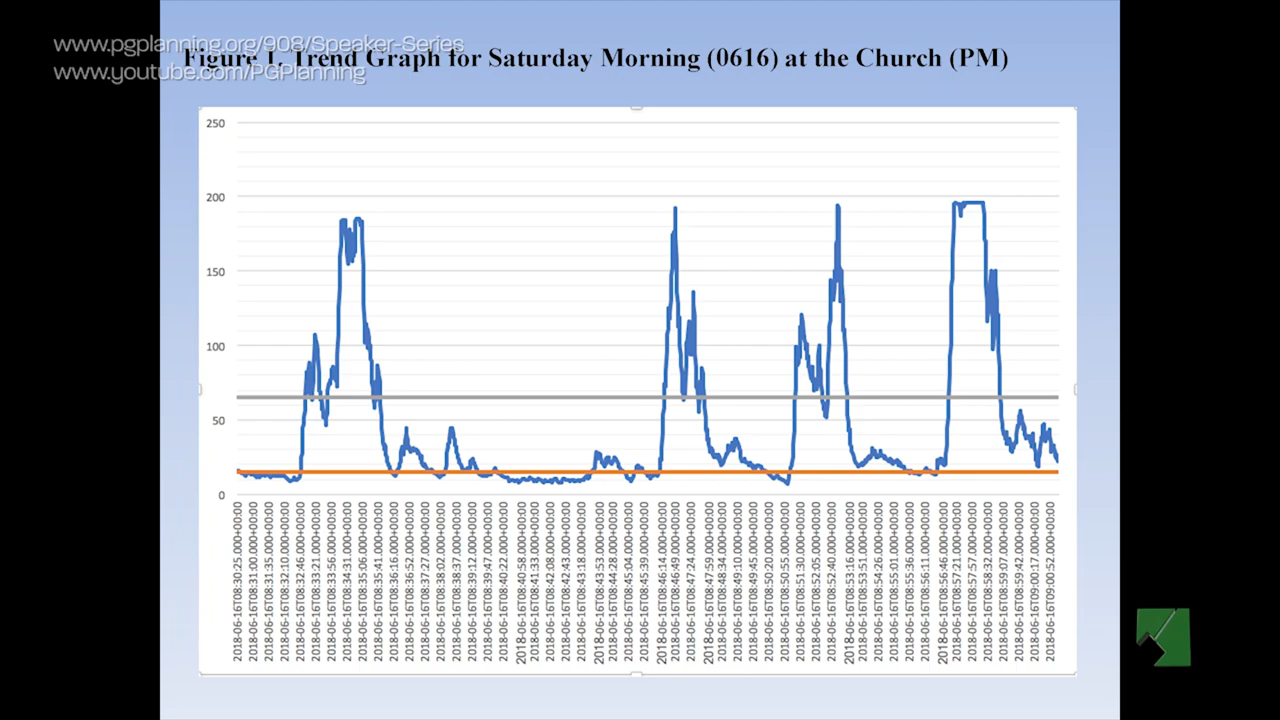 www.pgplanning.org/908/Speaker-Series
www.youtube.com/PGPlanning
Figure 1. Trend Graph for Saturday Morning (0616) at the Church (PM)
250
200
150
100
50
0
2018-06-16T08:30:25.000+00:00
2018-06-16T08:31:00.000+00:00
2018-06-16T08:31:35.000+00:00
2018-06-16T08:32:10.000+00:00
2018-06-16T08:32:46.000+00:00
2018-06-16T08:33:21.000+00:00
2018-06-16T08:33:56.000+00:00
2018-06-16T08:34:31.000+00:00
2018-06-16T08:35:06.000+00:00
2018-06-16T08:35:41.000+00:00
2018-06-16T08:36:16.000+00:00
2018-06-16T08:36:52.000+00:00
2018-06-16T08:37:27.000+00:00
2018-06-16T08:38:02.000+00:00
2018-06-16T08:38:37.000+00:00
2018-06-16T08:39:12.000+00:00
2018-06-16T08:39:47.000+00:00
2018-06-16T08:40:22.000+00:00
2018-06-16T08:40:58.000+00:00
2018-06-16T08:41:33.000+00:00
2018-06-16T08:42:08.000+00:00
2018-06-16T08:42:43.000+00:00
2018-06-16T08:43:18.000+00:00
2018-06-16T08:43:53.000+00:00
2018-06-16T08:44:28.000+00:00
2018-06-16T08:45:04.000+00:00
2018-06-16T08:45:39.000+00:00
2018-06-16T08:46:14.000+00:00
2018-06-16T08:46:49.000+00:00
2018-06-16T08:47:24.000+00:00
2018-06-16T08:47:59.000+00:00
2018-06-16T08:48:34.000+00:00
2018-06-16T08:49:10.000+00:00
2018-06-16T08:49:45.000+00:00
2018-06-16T08:50:20.000+00:00
2018-06-16T08:50:55.000+00:00
2018-06-16T08:51:30.000+00:00
2018-06-16T08:52:05.000+00:00
2018-06-16T08:52:40.000+00:00
2018-06-16T08:53:16.000+00:00
2018-06-16T08:53:51.000+00:00
2018-06-16T08:54:26.000+00:00
2018-06-16T08:55:01.000+00:00
2018-06-16T08:55:36.000+00:00
2018-06-16T08:56:11.000+00:00
2018-06-16T08:56:46.000+00:00
2018-06-16T08:57:21.000+00:00
2018-06-16T08:57:57.000+00:00
2018-06-16T08:58:32.000+00:00
2018-06-16T08:59:07.000+00:00
2018-06-16T08:59:42.000+00:00
2018-06-16T09:00:17.000+00:00
2018-06-16T09:00:52.000+00:00